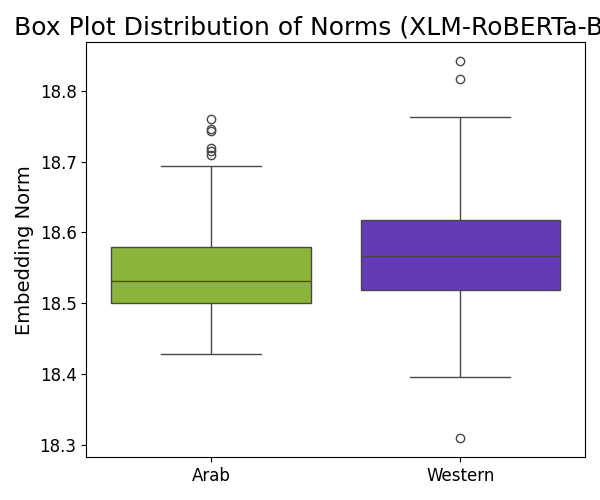 Box Plot Distribution of Norms (XLM-RoBERTa-B
18.8
18.7
18.6
18.5
18.4
18.3
Embedding Norm
Arab
Western